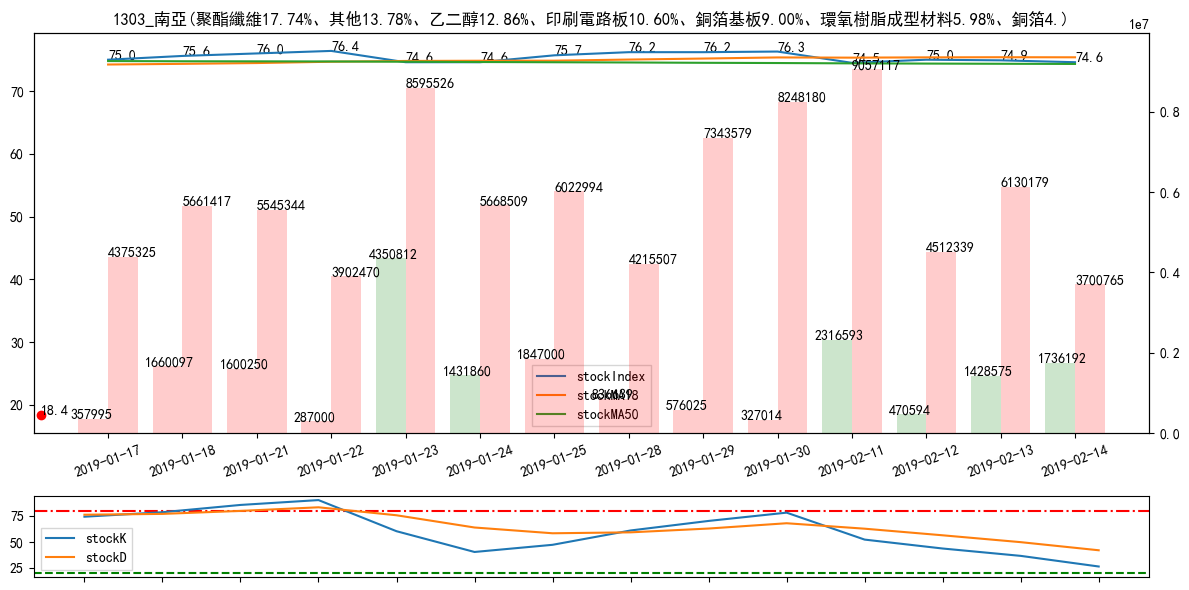 1303_南亞(聚酯纖維17.74%、其他13.78%、乙二醇12.86%、印刷電路板10.60%、銅箔基板9.00%、環氧樹脂成型材料5.98%、銅箔4.)
1e7
75.0 75.6 76.0 76.4 74.6 74.6 75.7 76.2 76.2 76.3 74.5 75.0 74.9 74.6
70
60
50
40
30
20
0.8
0.6
0.4
0.2
0.0
18.4
357995 1660097 1600250 287000 4350812 1431860 1847000 576025 327014 2316593 470594 1428575 1736192
4375325 5661417 5545344 3902470 8595526 5668509 6022994 4215507 7343579 8248180 9057117 4512339 6130179 3700765
stockIndex
stockMA18
stockMA50
2019-01-17 2019-01-18 2019-01-21 2019-01-22 2019-01-23 2019-01-24 2019-01-25 2019-01-28 2019-01-29 2019-01-30 2019-02-11 2019-02-12 2019-02-13 2019-02-14
75
50
25
stockK
stockD